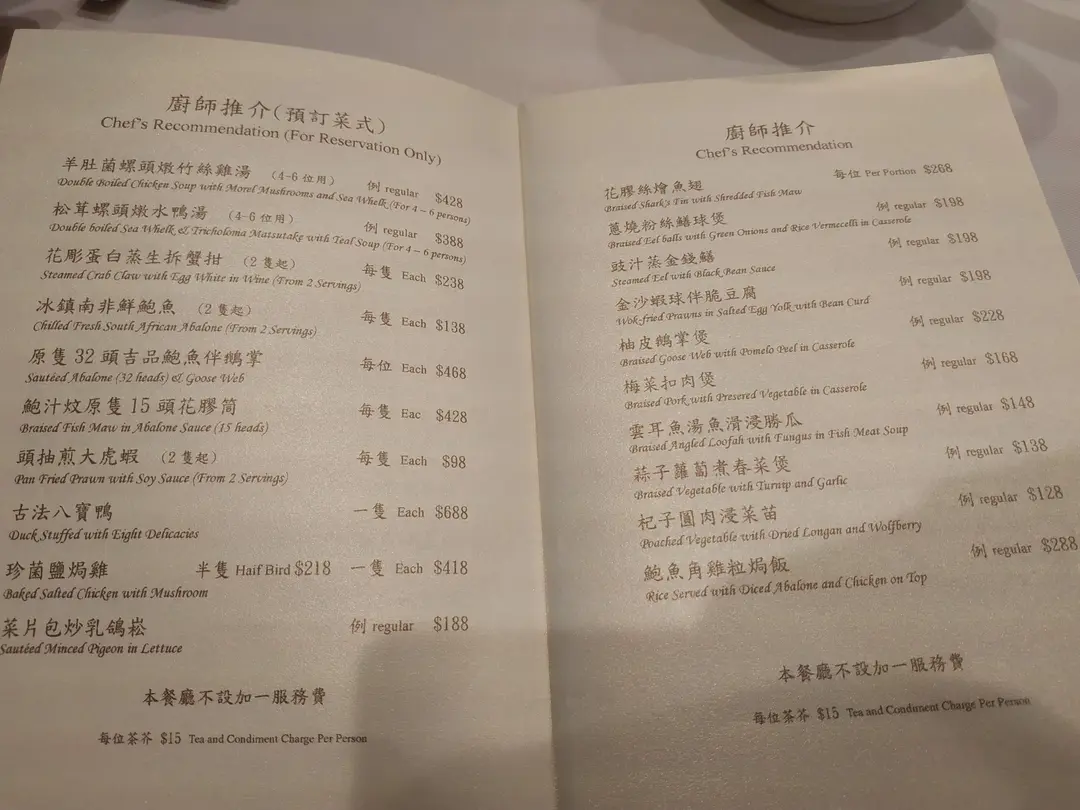 廚師推介(預訂菜式)
Chef's Recommendation (For Reservation Only)
羊肚菌螺頭燉竹絲雞湯 (4-6 位用) 例 regular $428
Double Boiled Chicken Soup with Morel Mushrooms and Sea Whelk (For 4 – 6 persons)
松茸螺頭燉水鴨湯 (4-6 位用) 例 regular $388
Double boiled Sea Whelk & Tricholoma Matsutake with Teal Soup (For 4 – 6 persons)
花彫蛋白蒸生拆蟹拑 (2 隻起) 每隻 Each $238
Steamed Crab Claw with Egg White in Wine (From 2 Servings)
冰鎮南非鮮鮑魚 (2 隻起) 每隻 Each $138
Chilled Fresh South African Abalone (From 2 Servings)
原隻 32 頭吉品鮑魚伴鵝掌 每位 Each $468
Sautéed Abalone (32 heads) & Goose Web
鮑汁炆原隻 15 頭花膠筒 每隻 Eac $428
Braised Fish Maw in Abalone Sauce (15 heads)
頭抽煎大虎蝦 (2 隻起) 每隻 Each $98
Pan Fried Prawn with Soy Sauce (From 2 Servings)
古法八寶鴨 一隻 Each $688
Duck Stuffed with Eight Delicacies
珍菌鹽焗雞 半隻 Haif Bird $218 一隻 Each $418
Baked Salted Chicken with Mushroom
菜片包炒乳鴿崧 例 regular $188
Sautéed Minced Pigeon in Lettuce
本餐廳不設加一服務費
每位茶芥 $15 Tea and Condiment Charge Per Person
廚師推介
Chef's Recommendation
花膠絲燴魚翅 每位 Per Portion $268
Braised Shark's Fin with Shredded Fish Maw
蔥燒粉絲鱔球煲 例 regular $198
Braised Eel balls with Green Onions and Rice Vermecelli in Casserole
豉汁蒸金錢鱔 例 regular $198
Steamed Eel with Black Bean Sauce
金沙蝦球伴脆豆腐 例 regular $198
Wok-fried Prawns in Salted Egg Yolk with Bean Curd
柚皮鵝掌煲 例 regular $228
Braised Goose Web with Pomelo Peel in Casserole
梅菜扣肉煲 例 regular $168
Braised Pork with Presered Vegetable in Casserole
雲耳魚湯魚滑浸勝瓜 例 regular $148
Braised Angled Loofah with Fungus in Fish Meat Soup
蒜子蘿蔔煮春菜煲 例 regular $138
Braised Vegetable with Turnip and Garlic
杞子圓肉浸菜苗 例 regular $128
Poached Vegetable with Dried Longan and Wolfberry
鮑魚角雞粒焗飯 例 regular $288
Rice Served with Diced Abalone and Chicken on Top
本餐廳不設加一服務費
每位茶芥 $15 Tea and Condiment Charge Per Person